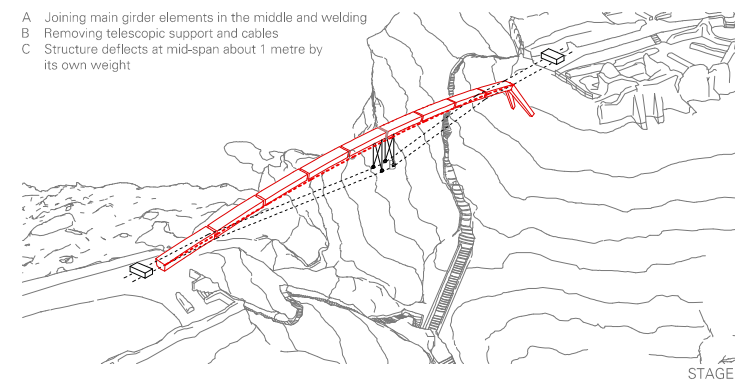 A Joining main girder elements in the middle and welding
B Removing telescopic support and cables
C Structure deflects at mid-span about 1 metre by
its own weight
STAGE